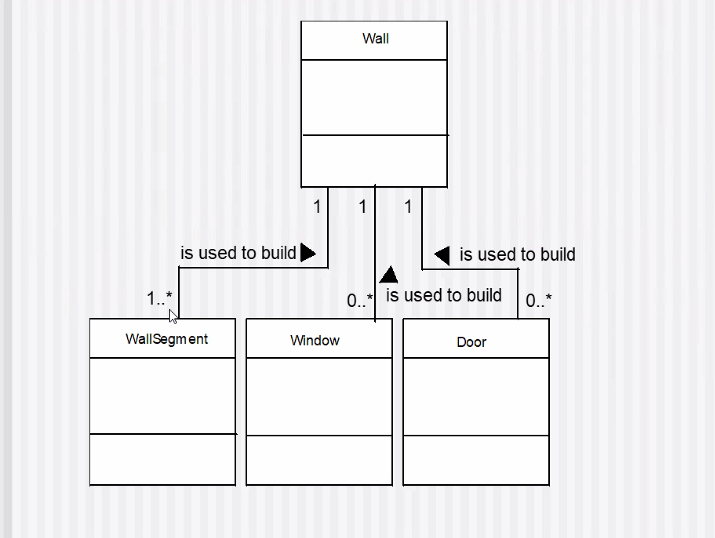 Wall
1
1
1
is used to build
is used to build
1..*
0..*
is used to build
0..*
WallSegment
Window
Door